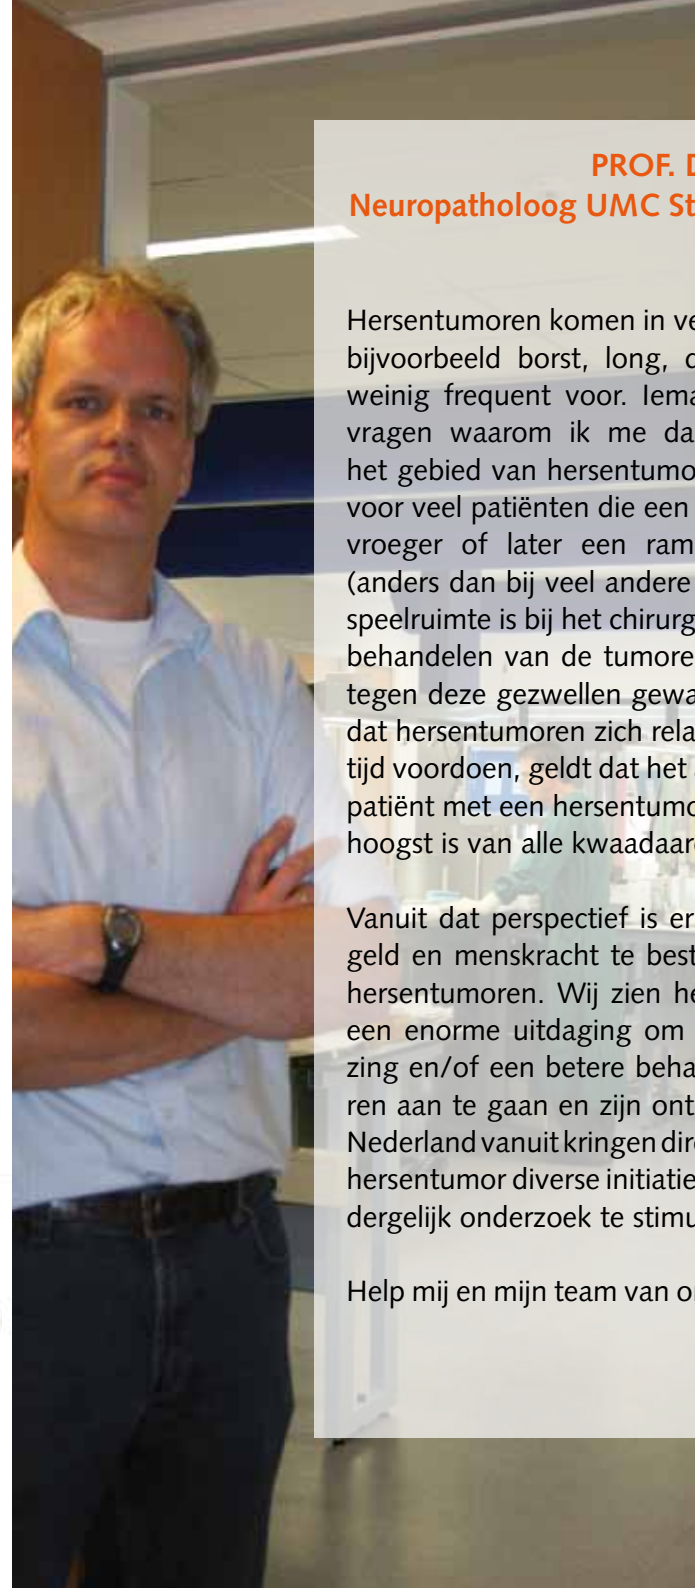 PROF. D
Neuropatholoog UMC St
Hersentumoren komen in ve
bijvoorbeeld borst, long, d
weinig frequent voor. Iema
vragen waarom ik me da
het gebied van hersentumo
voor veel patiënten die een
vroeger of later een ram
(anders dan bij veel andere
speelruimte is bij het chirurg
behandelen van de tumore
tegen deze gezwellen gewa
dat hersentumoren zich rela
tijd voordoen, geldt dat het
patiënt met een hersentumo
hoogst is van alle kwaadaar
Vanuit dat perspectief is er
geld en menskracht te best
hersentumoren. Wij zien he
een enorme uitdaging om
zing en/of een betere beha
ren aan te gaan en zijn ont
Nederland vanuit kringen dire
hersentumor diverse initiatie
dergelijk onderzoek te stimu
Help mij en mijn team van o